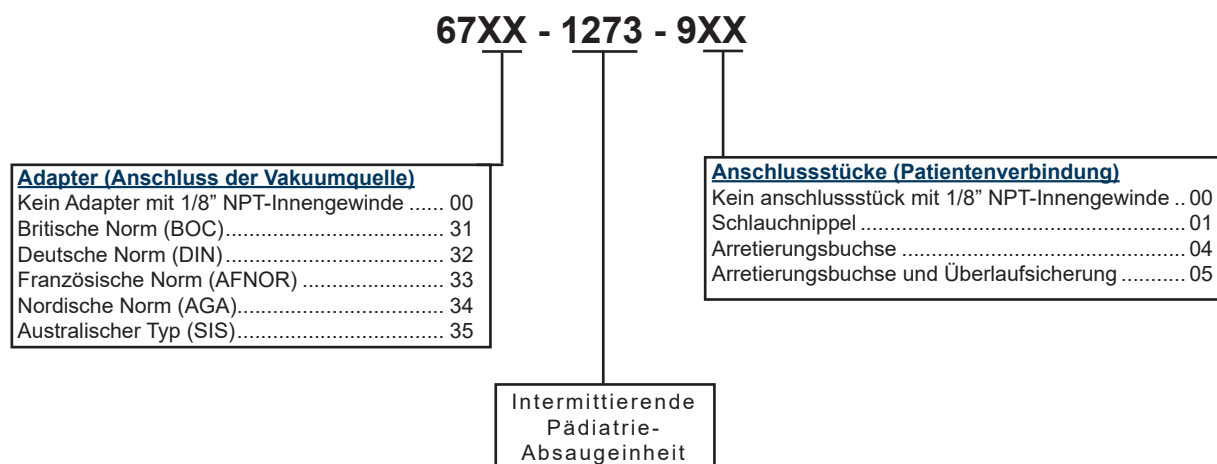 67XX - 1273 - 9XX
Adapter (Anschluss der Vakuumquelle)
Kein Adapter mit 1/8” NPT-Innengewinde ...... 00
Britische Norm (BOC)................................... 31
Deutsche Norm (DIN)................................... 32
Französische Norm (AFNOR) ...................... 33
Nordische Norm (AGA)................................. 34
Australischer Typ (SIS)................................. 35
Anschlussstücke (Patientenverbindung)
Kein anschlussstück mit 1/8” NPT-Innengewinde .. 00
Schlauchnippel ..................................................... 01
Arretierungsbuchse ............................................... 04
Arretierungsbuchse und Überlaufsicherung ........... 05
Intermittierende
Pädiatrie-
Absaugeinheit